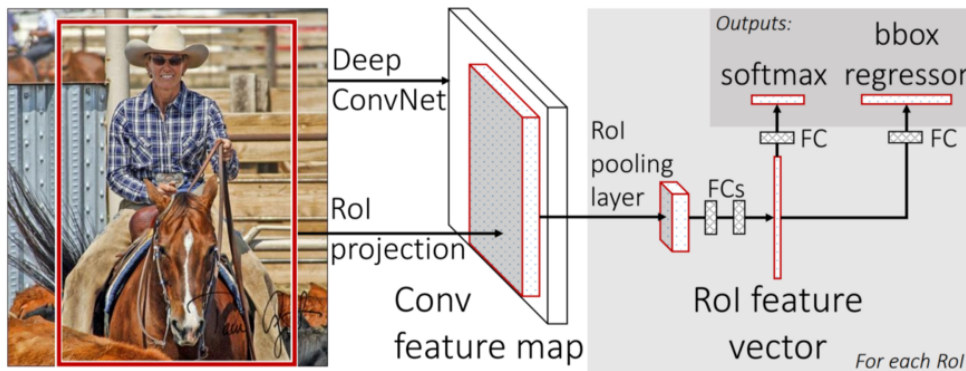 Deep
ConvNet
RoI
projection
Conv
feature map
RoI
pooling
layer
FCs
Outputs:
softmax
bbox
regressor
FC
FC
RoI feature
vector
For each RoI